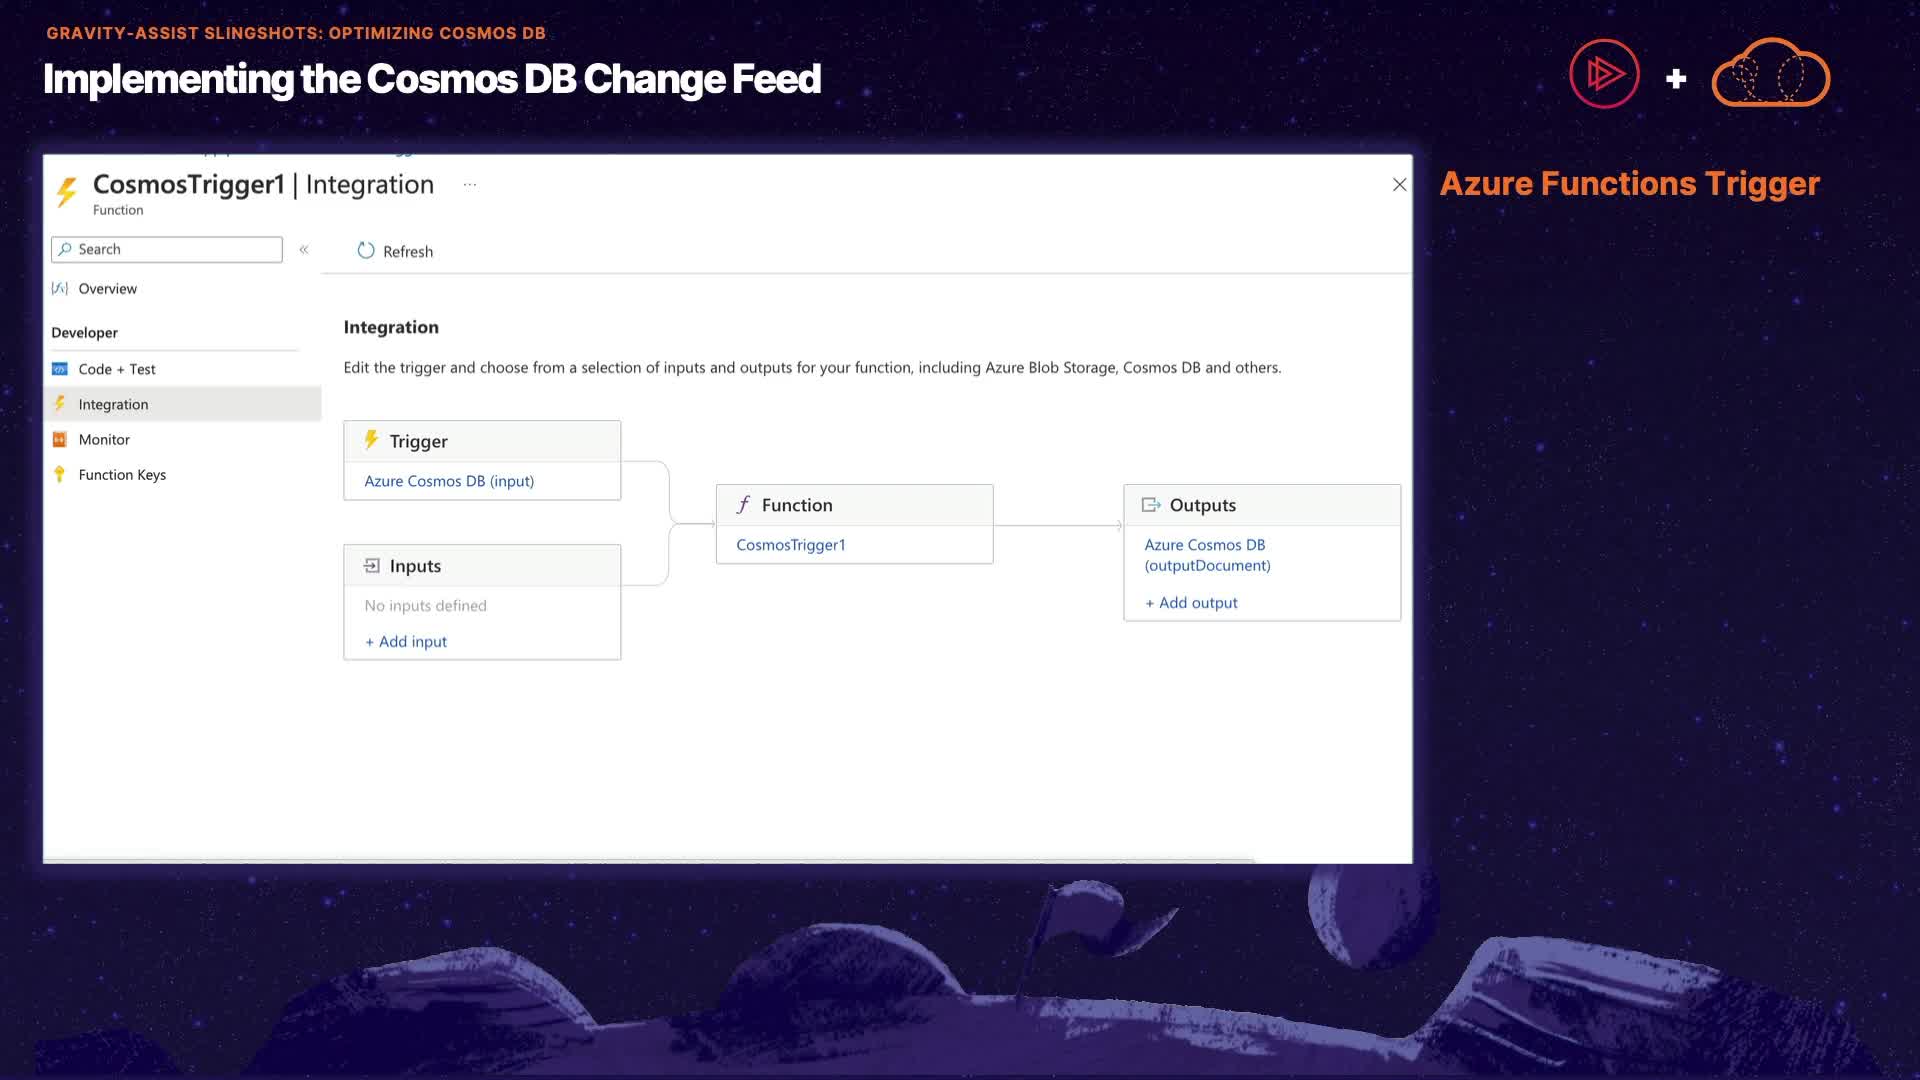 GRAVITY-ASSIST SLINGSHOTS: OPTIMIZING COSMOS DB
Implementing the Cosmos DB Change Feed
Azure Functions Trigger
CosmosTrigger1 | Integration
Function
Search
Refresh
Overview
Developer
Code + Test
Integration
Monitor
Function Keys
Integration
Edit the trigger and choose from a selection of inputs and outputs for your function, including Azure Blob Storage, Cosmos DB and others.
Trigger
Azure Cosmos DB (input)
Inputs
No inputs defined
+ Add input
Function
CosmosTrigger1
Outputs
Azure Cosmos DB
(outputDocument)
+ Add output